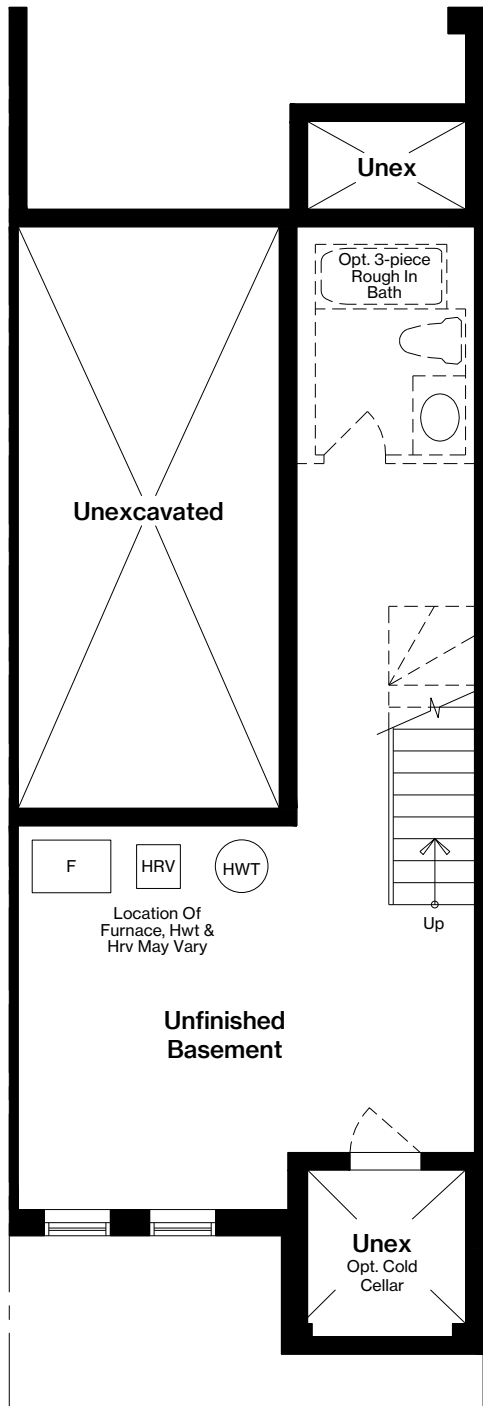 Unex
Opt. 3-piece
Rough In
Bath
Unexcavated
F
HRV
HWT
Location Of
Furnace, Hwt &
Hrv May Vary
Up
Unfinished
Basement
Unex
Opt. Cold
Cellar